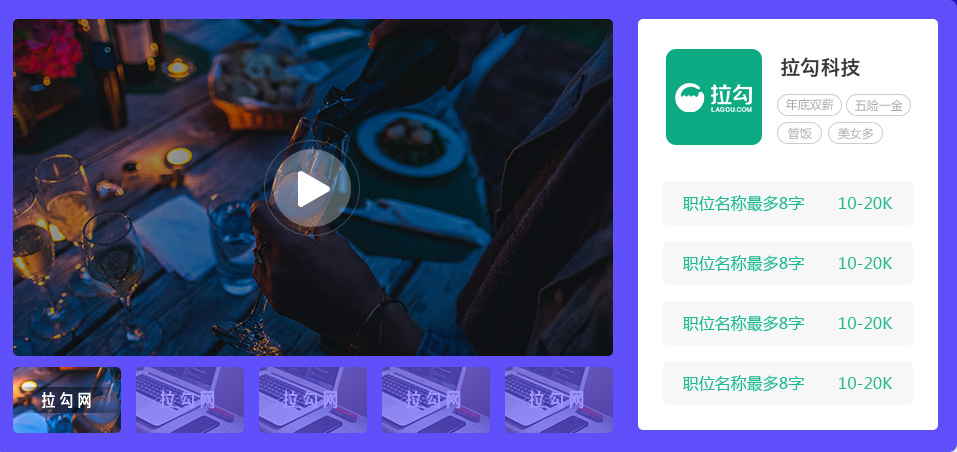 拉勾网
拉勾网
拉勾网
拉勾网
拉勾网
拉勾
LAGOU.COM
拉勾科技
年底双薪 五险一金
管饭 美女多
职位名称最多8字 10-20K
职位名称最多8字 10-20K
职位名称最多8字 10-20K
职位名称最多8字 10-20K